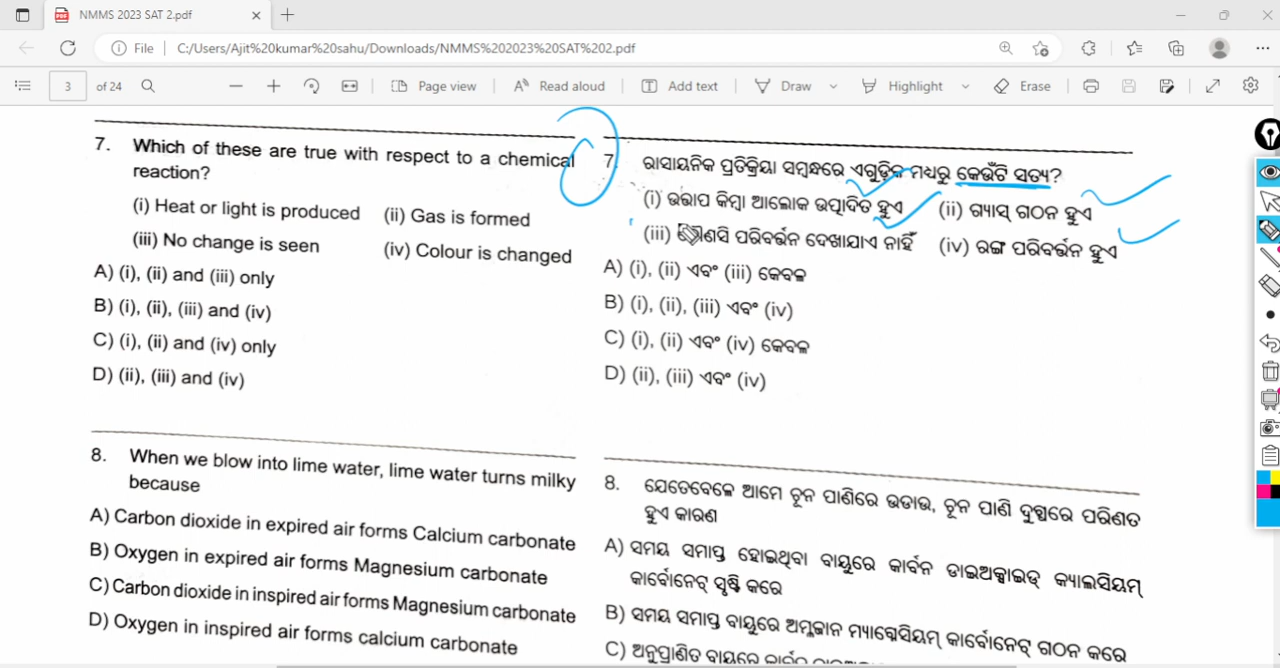 NMMS 2023 SAT 2.pdf
File C:/Users/Ajit%20kumar%20sahu/Downloads/NMMS%202023%20SAT%202.pdf
3 of 24 Page view Read aloud Add text Draw Highlight Erase
7. Which of these are true with respect to a chemical
reaction?
(i) Heat or light is produced (ii) Gas is formed
(iii) No change is seen (iv) Colour is changed
A) (i), (ii) and (iii) only
B) (i), (ii), (iii) and (iv)
C) (i), (ii) and (iv) only
D) (ii), (iii) and (iv)
8. When we blow into lime water, lime water turns milky
because
A) Carbon dioxide in expired air forms Calcium carbonate
B) Oxygen in expired air forms Magnesium carbonate
C) Carbon dioxide in inspired air forms Magnesium carbonate
D) Oxygen in inspired air forms calcium carbonate
7 ରାସାୟନିକ ପ୍ରତିକ୍ରିୟା ସମ୍ବନ୍ଧରେ ଏଗୁଡ଼ିକ ମଧ୍ୟରୁ କେଉଁଟି ସତ୍ୟ?
(i) ଉତ୍ତାପ କିମ୍ବା ଆଲୋକ ଉତ୍ପାଦିତ ହୁଏ (ii) ଗ୍ୟାସ୍ ଗଠନ ହୁଏ
(iii) ପରିବର୍ତ୍ତନ ଦେଖାଯାଏ ନାହିଁ (iv) ରଙ୍ଗ ପରିବର୍ତ୍ତନ ହୁଏ
A) (i), (ii) ଏବଂ (iii) କେବଳ
B) (i), (ii), (iii) ଏବଂ (iv)
C) (i), (ii) ଏବଂ (iv) କେବଳ
D) (ii), (iii) ଏବଂ (iv)
8. ଯେତେବେଳେ ଆମେ ଚୂନ ପାଣିରେ ଉଡାଉ, ଚୂନ ପାଣି ଦୁଗ୍ଧରେ ପରିଣତ
ହୁଏ କାରଣ
A) ସମୟ ସମାପ୍ତ ହୋଇଥିବା ବାୟୁରେ କାର୍ବନ ଡାଇଅକ୍ସାଇଡ୍ କ୍ୟାଲସିୟମ୍
କାର୍ବୋନେଟ୍ ସୃଷ୍ଟି କରେ
B) ସମୟ ସମାପ୍ତ ବାୟୁରେ ଅମ୍ଳଜାନ ମ୍ୟାଗ୍ନେସିୟମ୍ କାର୍ବୋନେଟ୍ ଗଠନ କରେ
C) ଅନୁପ୍ରାଣିତ ବାୟୁରେ କାର୍ବନ